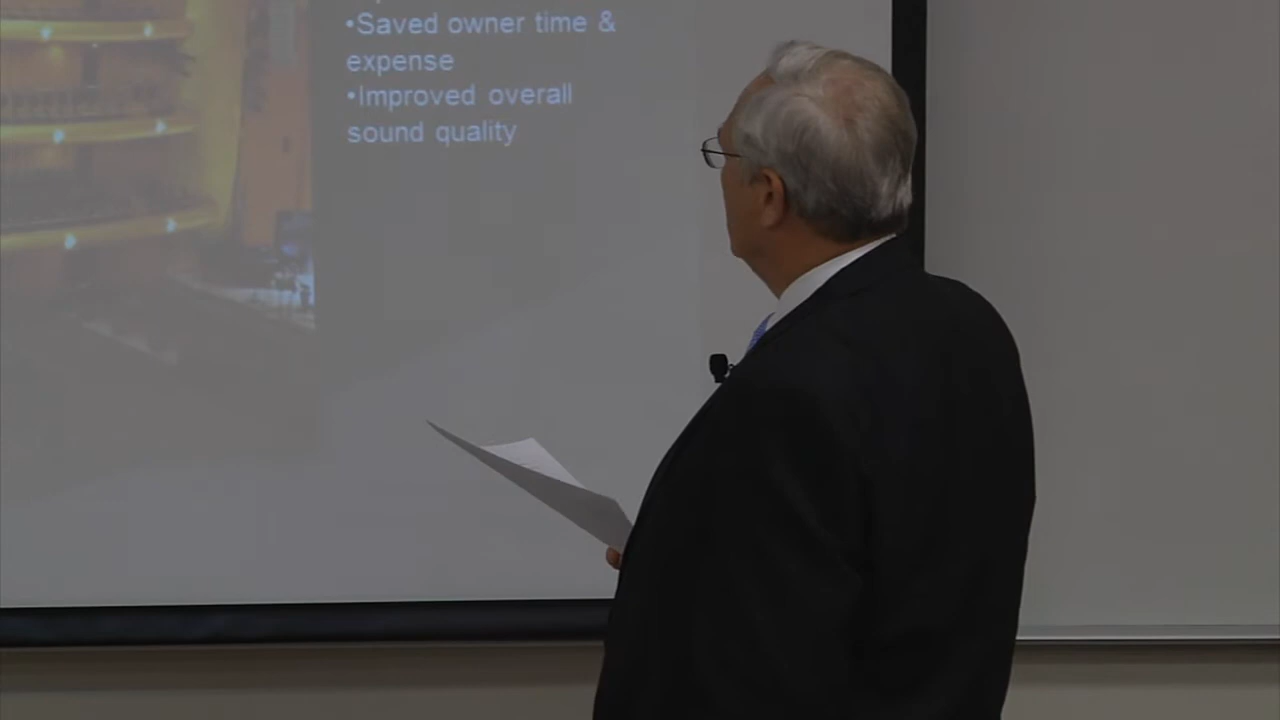 •Saved owner time &
expense
•Improved overall
sound quality